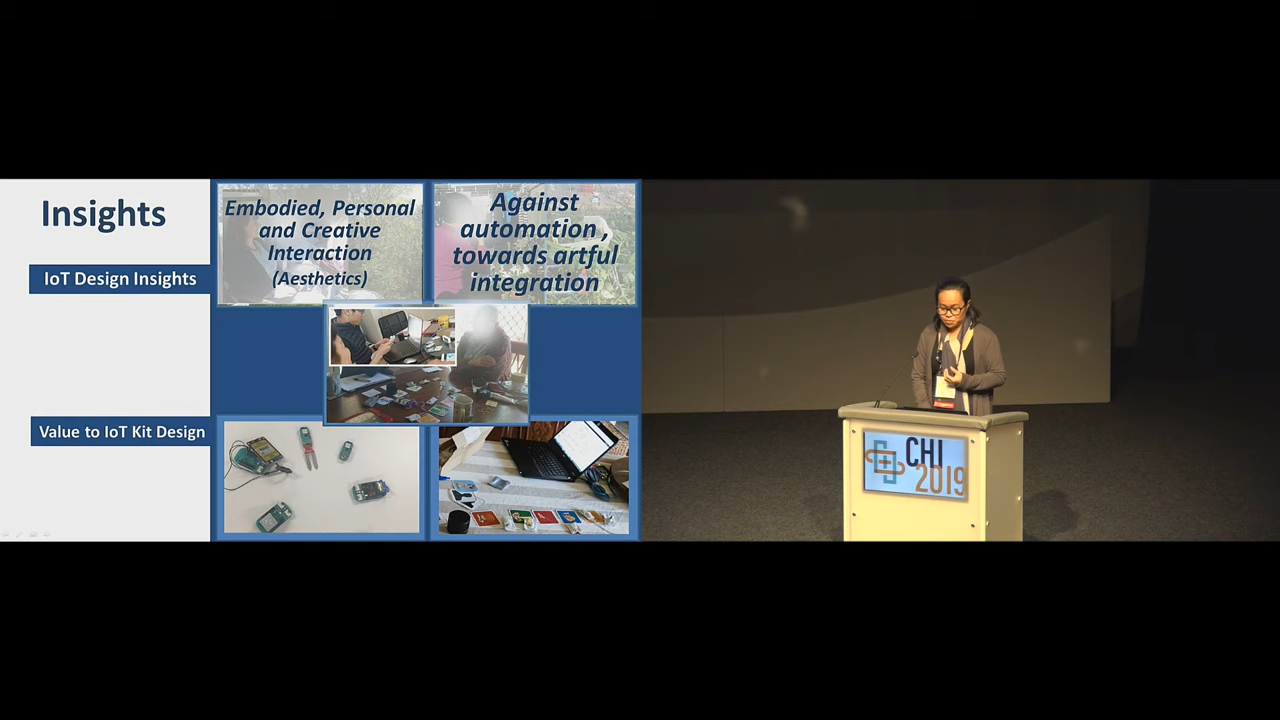 Insights
IoT Design Insights
Value to IoT Kit Design
Embodied, Personal
and Creative
Interaction
(Aesthetics)
Against
automation ,
towards artful
integration
CHI
2019